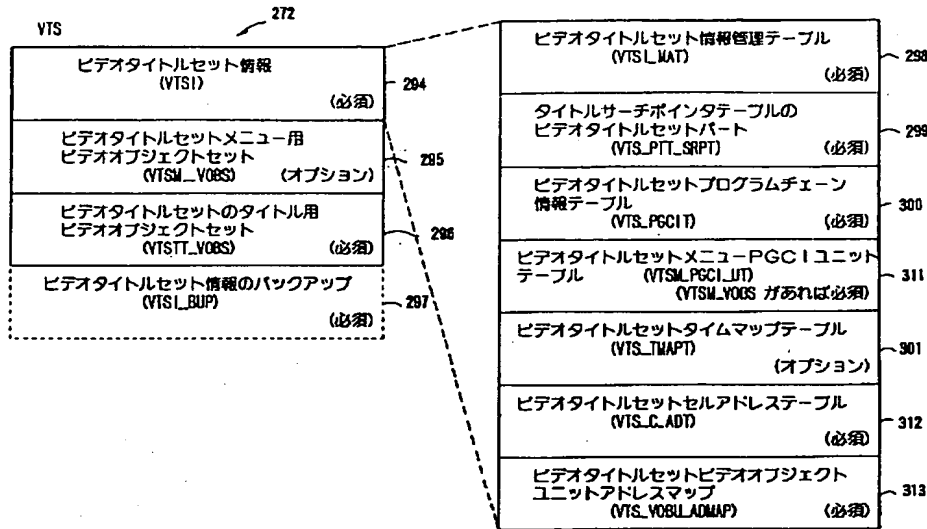 VTS
272
ビデオタイトルセット情報
(VTSI)
(必須)
294
ビデオタイトルセットメニュー用
ビデオオブジェクトセット
(VTSM_VOBS) (オプション)
295
ビデオタイトルセットのタイトル用
ビデオオブジェクトセット
(VTSTT_VOBS) (必須)
296
ビデオタイトルセット情報のバックアップ
(VTSI_BUP)
(必須)
297
ビデオタイトルセット情報管理テーブル
(VTSI_MAT)
(必須)
298
タイトルサーチポインタテーブルの
ビデオタイトルセットパート
(VTS_PTT_SRPT) (必須)
299
ビデオタイトルセットプログラムチェーン
情報テーブル
(VTS_PGCIT) (必須)
300
ビデオタイトルセットメニューPGCIユニット
テーブル (VTSM_PGCI_UT)
(VTSM_VOBS があれば必須)
311
ビデオタイトルセットタイムマップテーブル
(VTS_TMAPT)
(オプション)
301
ビデオタイトルセットセルアドレステーブル
(VTS_C_ADT)
(必須)
312
ビデオタイトルセットビデオオブジェクト
ユニットアドレスマップ
(VTS_VOBU_ADMAP) (必須)
313